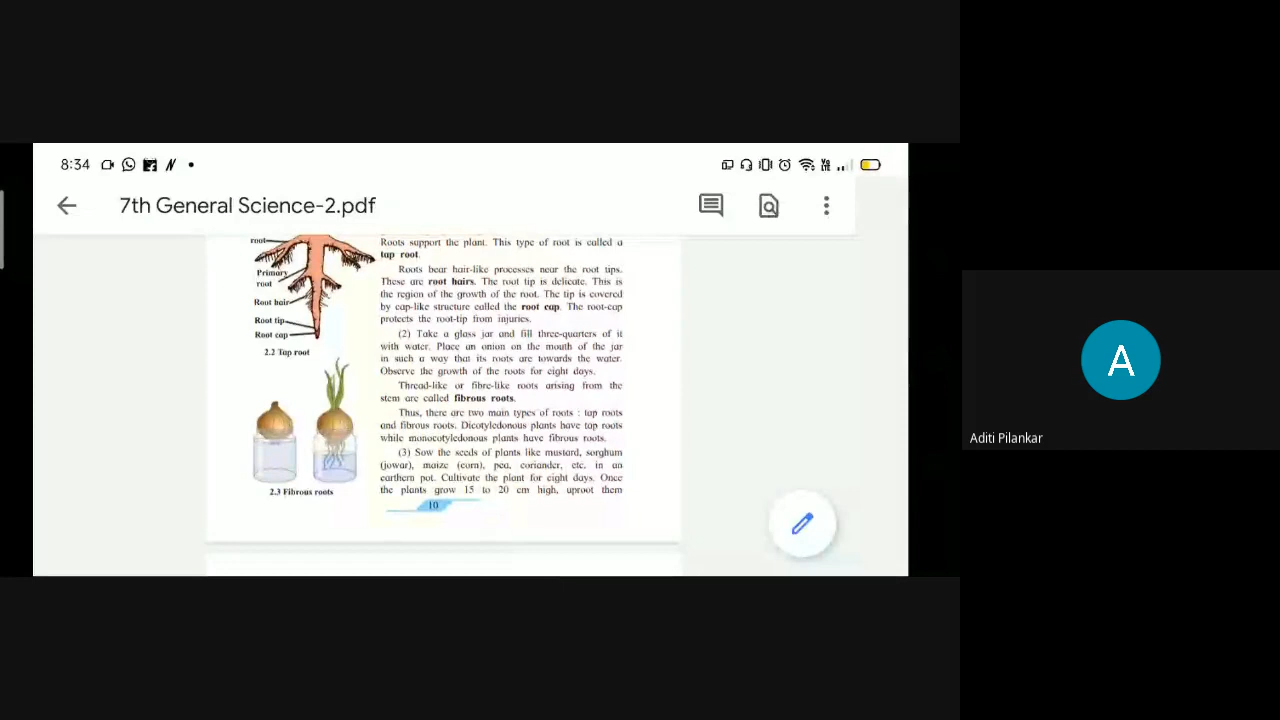 8:34
7th General Science-2.pdf
root
Primary
root
Root hair
Root tip
Root cap
2.2 Tap root
2.3 Fibrous roots
Roots support the plant. This type of root is called a
tap root.
Roots bear hair-like processes near the root tips.
These are root hairs. The root tip is delicate. This is
the region of the growth of the root. The tip is covered
by cap-like structure called the root cap. The root-cap
protects the root-tip from injuries.
(2) Take a glass jar and fill three-quarters of it
with water. Place an onion on the mouth of the jar
in such a way that its roots are towards the water.
Observe the growth of the roots for eight days.
Thread-like or fibre-like roots arising from the
stem are called fibrous roots.
Thus, there are two main types of roots : tap roots
and fibrous roots. Dicotyledonous plants have tap roots
while monocotyledonous plants have fibrous roots.
(3) Sow the seeds of plants like mustard, sorghum
(jowar), maize (corn), pea, coriander, etc. in an
earthern pot. Cultivate the plant for eight days. Once
the plants grow 15 to 20 cm high, uproot them
10
A
Aditi Pilankar